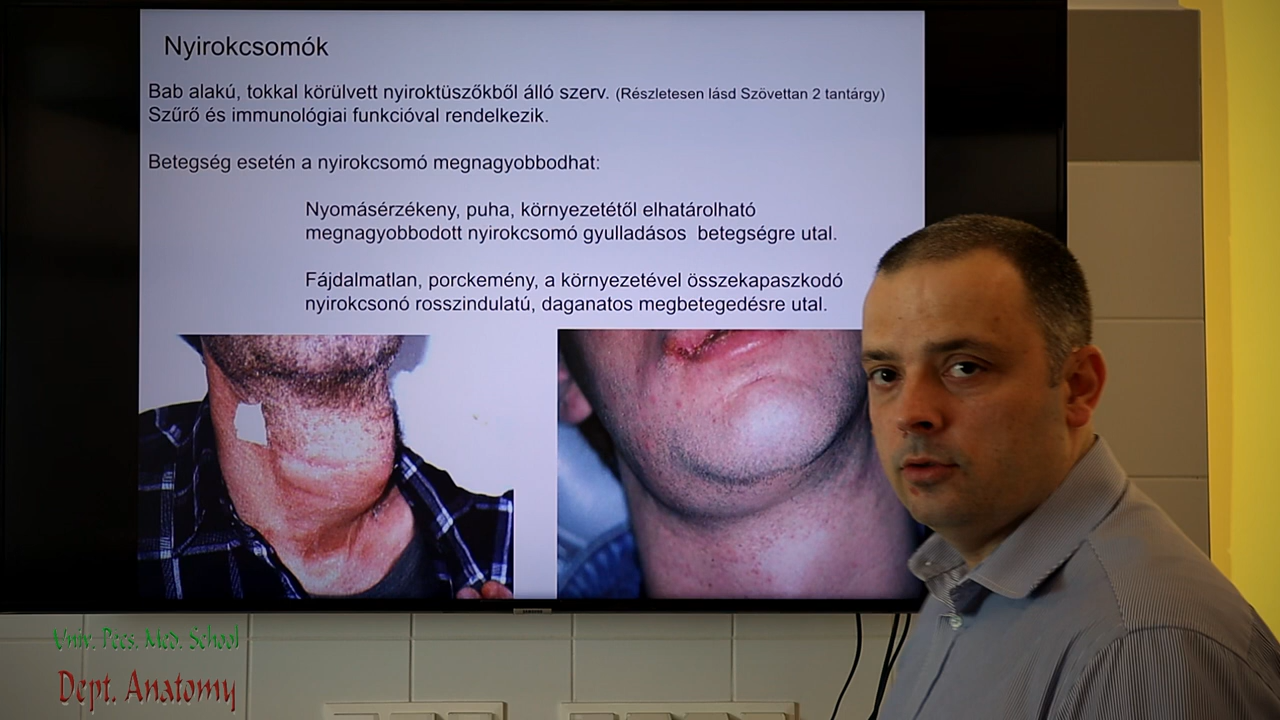 Nyirokcsomók
Bab alakú, tokkal körülvett nyiroktüszőkből álló szerv. (Részletesen lásd Szövettan 2 tantárgy)
Szűrő és immunológiai funkcióval rendelkezik.
Betegség esetén a nyirokcsomó megnagyobbodhat:
Nyomásérzékeny, puha, környezetétől elhatárolható
megnagyobbodott nyirokcsomó gyulladásos betegségre utal.
Fájdalmatlan, porckemény, a környezetével összekapaszkodó
nyirokcsonó rosszindulatú, daganatos megbetegedésre utal.
SAMSUNG
Univ. Pecs. Med. School
Dept. Anatomy